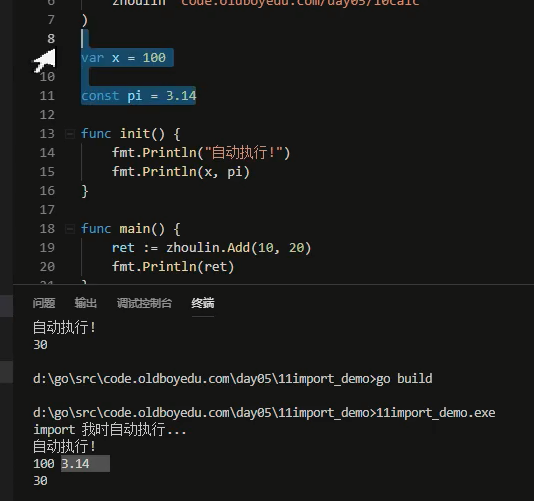 6 zhoulin "code.oldboyedu.com/day05/10calc"
7 )
8
9 var x = 100
10
11 const pi = 3.14
12
13 func init() {
14 fmt.Println("自动执行!")
15 fmt.Println(x, pi)
16 }
17
18 func main() {
19 ret := zhoulin.Add(10, 20)
20 fmt.Println(ret)
21 }
问题 输出 调试控制台 终端
自动执行!
30
d:\go\src\code.oldboyedu.com\day05\11import_demo>go build
d:\go\src\code.oldboyedu.com\day05\11import_demo>11import_demo.exe
import 我时自动执行...
自动执行!
100 3.14
30